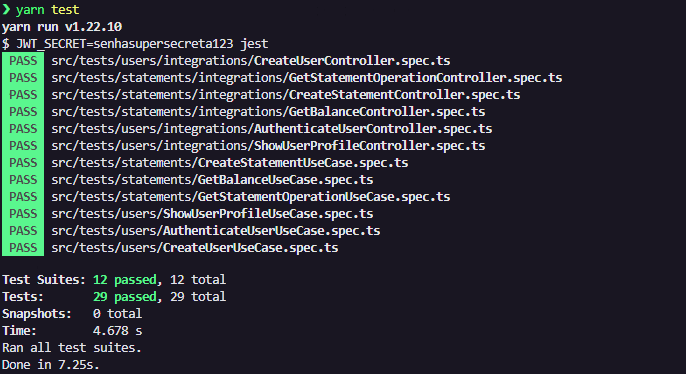 ❯ yarn test
yarn run v1.22.10
$ JWT_SECRET=senhasupersecreta123 jest
PASS src/tests/users/integrations/CreateUserController.spec.ts
PASS src/tests/statements/integrations/GetStatementOperationController.spec.ts
PASS src/tests/statements/integrations/CreateStatementController.spec.ts
PASS src/tests/statements/integrations/GetBalanceController.spec.ts
PASS src/tests/users/integrations/AuthenticateUserController.spec.ts
PASS src/tests/users/integrations/ShowUserProfileController.spec.ts
PASS src/tests/statements/CreateStatementUseCase.spec.ts
PASS src/tests/statements/GetBalanceUseCase.spec.ts
PASS src/tests/statements/GetStatementOperationUseCase.spec.ts
PASS src/tests/users/ShowUserProfileUseCase.spec.ts
PASS src/tests/users/AuthenticateUserUseCase.spec.ts
PASS src/tests/users/CreateUserUseCase.spec.ts
Test Suites: 12 passed, 12 total
Tests: 29 passed, 29 total
Snapshots: 0 total
Time: 4.678 s
Ran all test suites.
Done in 7.25s.